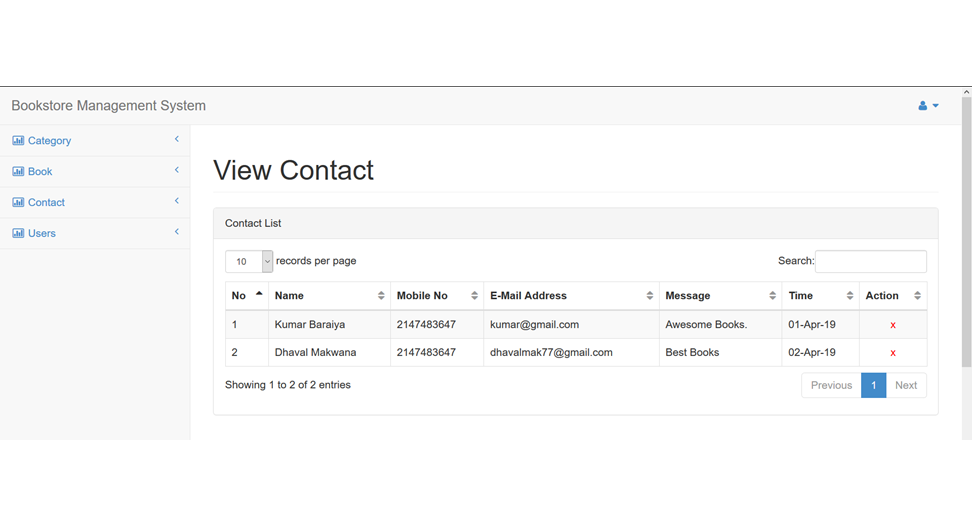 Bookstore Management System
Category
Book
Contact
Users
View Contact
Contact List
10 records per page
Search:
No Name Mobile No E-Mail Address Message Time Action
1 Kumar Baraiya 2147483647 kumar@gmail.com Awesome Books. 01-Apr-19 x
2 Dhaval Makwana 2147483647 dhavalmak77@gmail.com Best Books 02-Apr-19 x
Showing 1 to 2 of 2 entries
Previous 1 Next